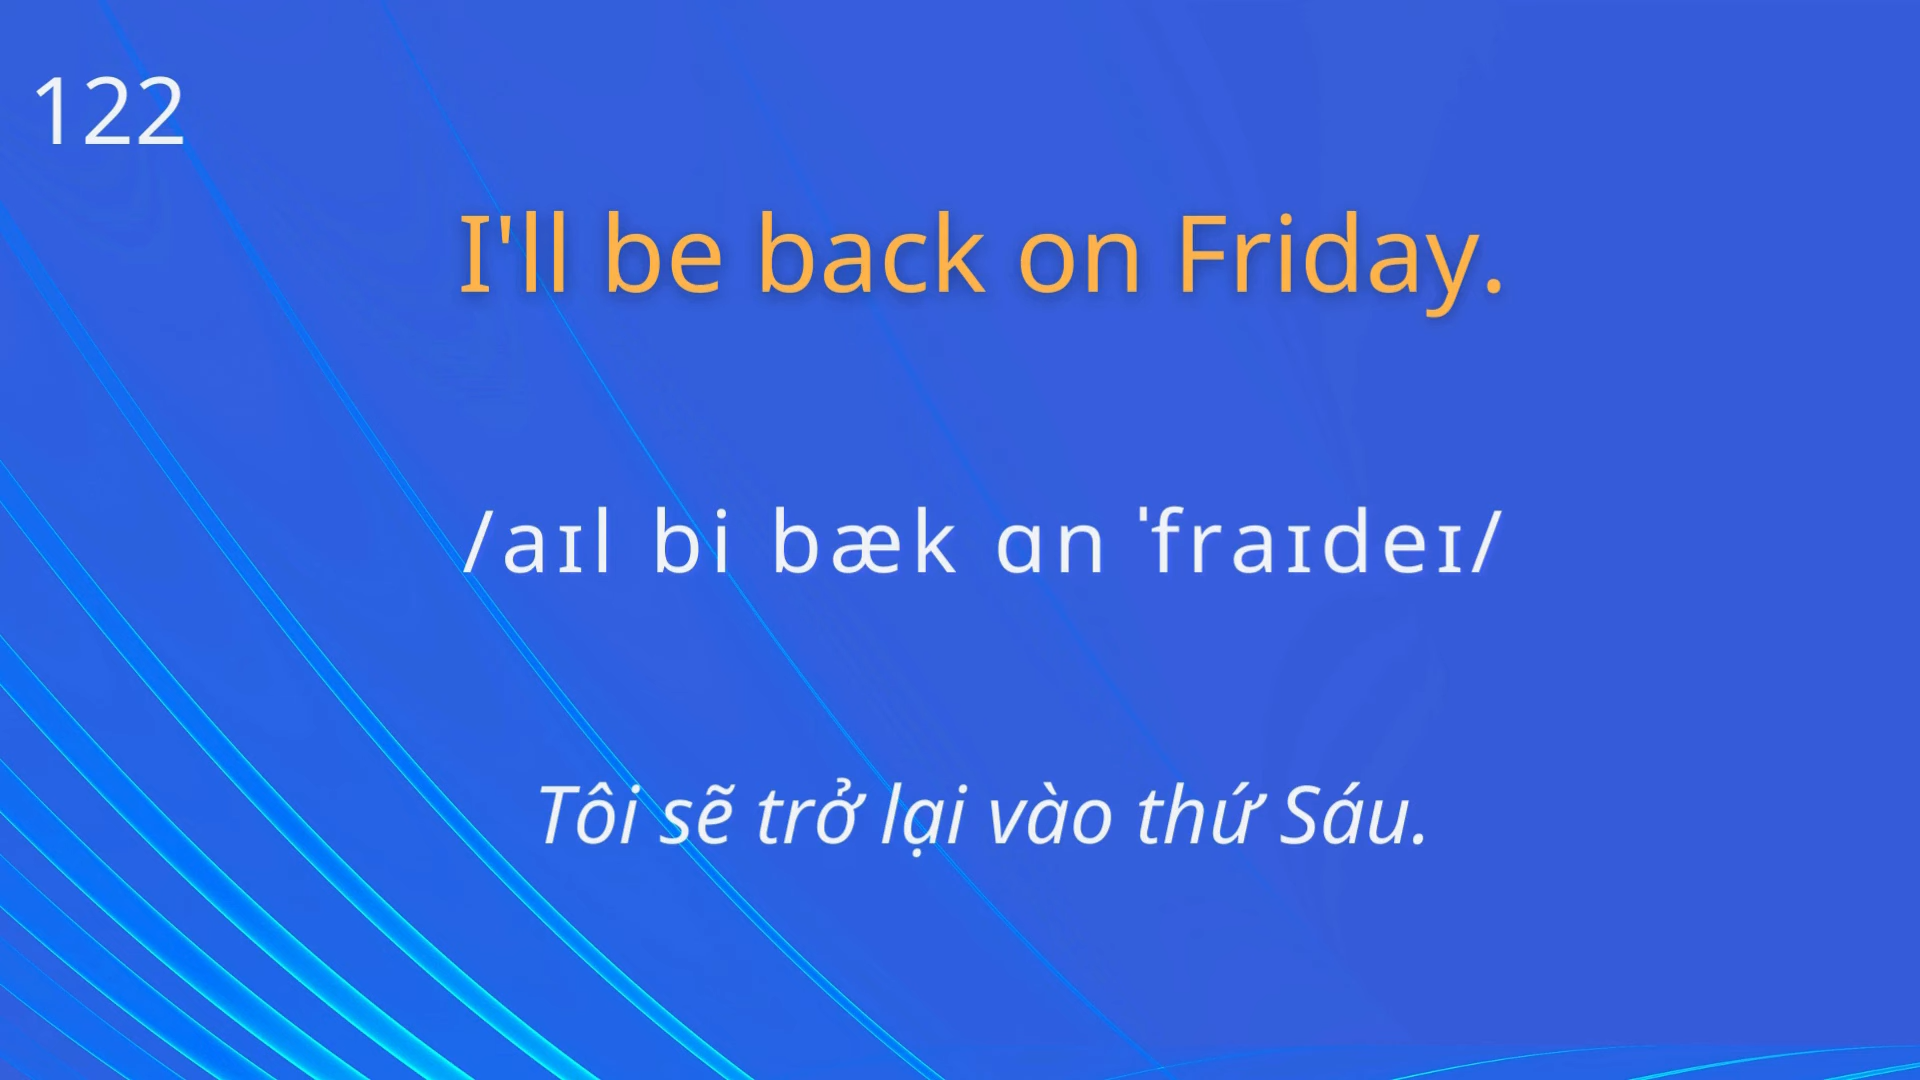 122
I'll be back on Friday.
/aɪl bi bæk ɑn ˈfraɪdeɪ/
Tôi sẽ trở lại vào thứ Sáu.